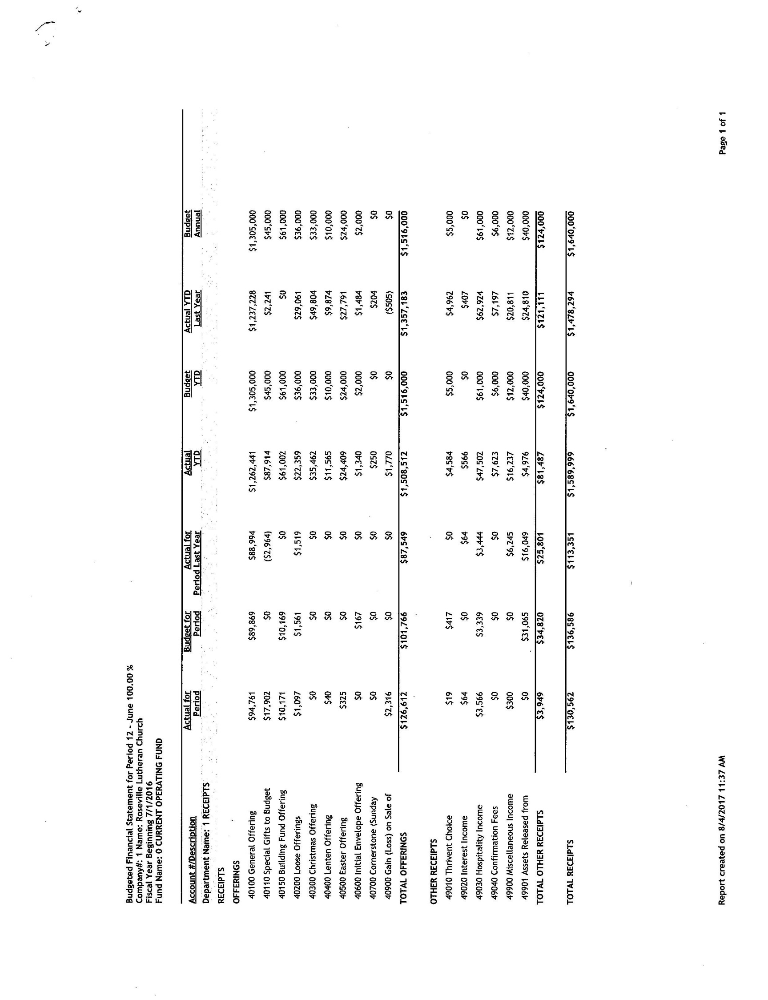 Budgeted Financial Statement for Period 12 - June 100.00 %
Company#: 1 Name: Roseville Lutheran Church
Fiscal Year Beginning 7/1/2016
Fund Name: 0 CURRENT OPERATING FUND
Actual for Budget for Actual for Actual Budget Actual YTD Budget
Account #/Description Period Period Period Last Year YTD YTD Last Year Annual
Department Name: 1 RECEIPTS
RECEIPTS
OFFERINGS
40100 General Offering $94,761 $89,869 $88,994 $1,262,441 $1,305,000 $1,237,228 $1,305,000
40110 Special Gifts to Budget $17,902 $0 ($2,964) $87,914 $45,000 $2,241 $45,000
40150 Building Fund Offering $10,171 $10,169 $0 $61,002 $61,000 $0 $61,000
40200 Loose Offerings $1,097 $1,561 $1,519 $22,359 $36,000 $29,061 $36,000
40300 Christmas Offering $0 $0 $0 $35,462 $33,000 $49,804 $33,000
40400 Lenten Offering $40 $0 $0 $11,565 $10,000 $9,874 $10,000
40500 Easter Offering $325 $0 $0 $24,409 $24,000 $27,791 $24,000
40600 Initial Envelope Offering $0 $167 $0 $1,340 $2,000 $1,484 $2,000
40700 Cornerstone (Sunday $0 $0 $0 $250 $0 $204 $0
40900 Gain (Loss) on Sale of $2,316 $0 $0 $1,770 $0 ($505) $0
TOTAL OFFERINGS $126,612 $101,766 $87,549 $1,508,512 $1,516,000 $1,357,183 $1,516,000
OTHER RECEIPTS
49010 Thrivent Choice $19 $417 $0 $4,584 $5,000 $4,962 $5,000
49020 Interest Income $64 $0 $64 $566 $0 $407 $0
49030 Hospitality Income $3,566 $3,339 $3,444 $47,502 $61,000 $62,924 $61,000
49040 Confirmation Fees $0 $0 $0 $7,623 $6,000 $7,197 $6,000
49900 Miscellaneous Income $300 $0 $6,245 $16,237 $12,000 $20,811 $12,000
49901 Assets Released from $0 $31,065 $16,049 $4,976 $40,000 $24,810 $40,000
TOTAL OTHER RECEIPTS $3,949 $34,820 $25,801 $81,487 $124,000 $121,111 $124,000
TOTAL RECEIPTS $130,562 $136,586 $113,351 $1,589,999 $1,640,000 $1,478,294 $1,640,000
Report created on 8/4/2017 11:37 AM Page 1 of 1